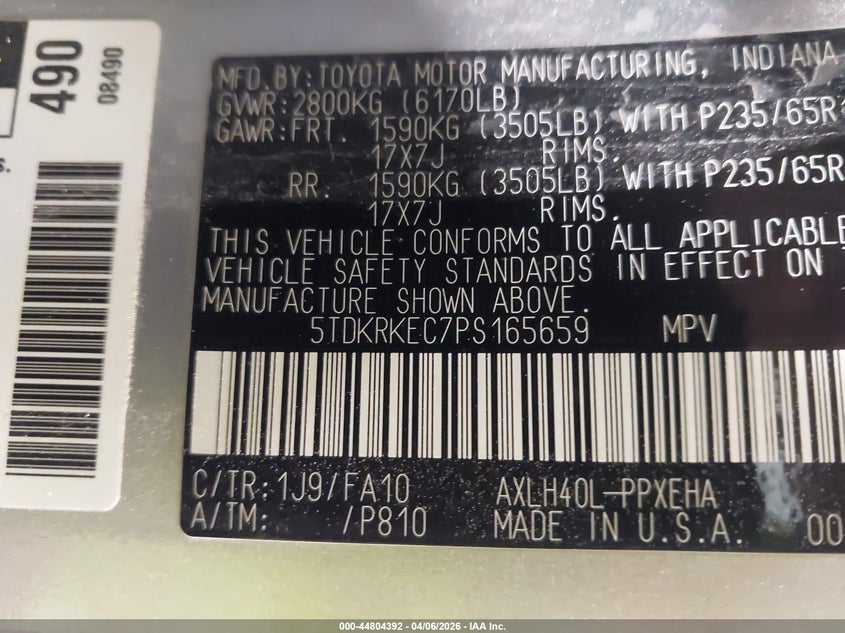 490
08490
s.
MFD.BY:TOYOTA MOTOR MANUFACTURING, INDIANA
GVWR:2800KG (6170LB)
GAWR:FRT. 1590KG (3505LB) WITH P235/65R
17X7J RIMS.
RR. 1590KG (3505LB) WITH P235/65R
17X7J RIMS.
THIS VEHICLE CONFORMS TO ALL APPLICABLE
VEHICLE SAFETY STANDARDS IN EFFECT ON
MANUFACTURE SHOWN ABOVE.
5TDKRKEC7PS165659 MPV
C/TR:1J9/FA10 AXLH40L-PPXEHA
A/TM: /P810 MADE IN U.S.A. 00
000-44804392 - 04/06/2026 - IAA Inc.